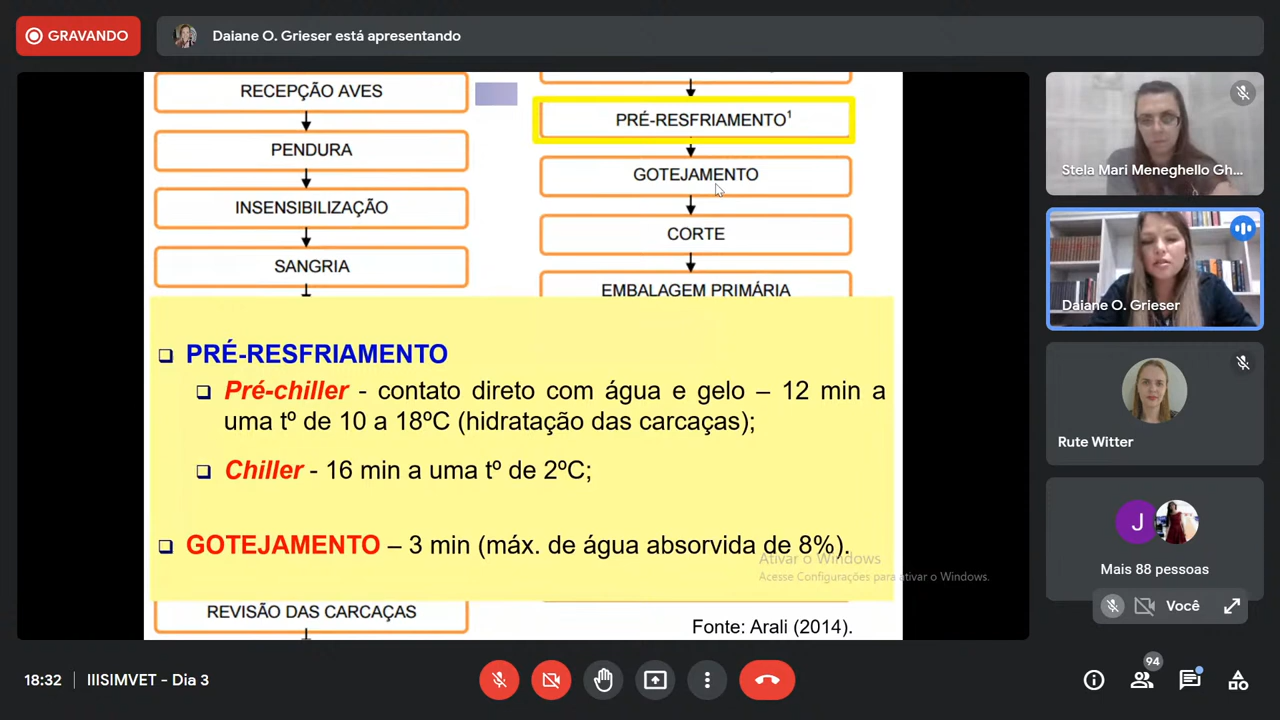 GRAVANDO
Daiane O. Grieser está apresentando
RECEPÇÃO AVES
PENDURA
INSENSIBILIZAÇÃO
SANGRIA
PRÉ-RESFRIAMENTO¹
GOTEJAMENTO
CORTE
EMBALAGEM PRIMÁRIA
PRÉ-RESFRIAMENTO
Pré-chiller - contato direto com água e gelo – 12 min a
uma tº de 10 a 18ºC (hidratação das carcaças);
Chiller - 16 min a uma tº de 2ºC;
GOTEJAMENTO – 3 min (máx. de água absorvida de 8%).
Ativar o Windows
Acesse Configurações para ativar o Windows.
REVISÃO DAS CARCAÇAS
Fonte: Arali (2014).
Stela Mari Meneghello Gh...
Daiane O. Grieser
Rute Witter
J
Mais 88 pessoas
Você
18:32
IIISIMVET - Dia 3
94